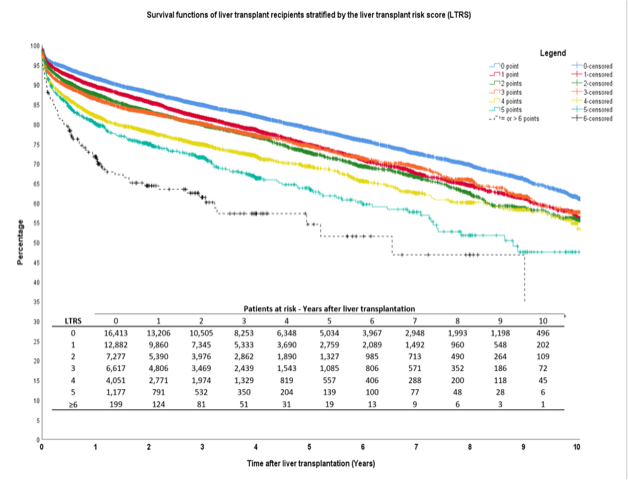 Survival functions of liver transplant recipients stratified by the liver transplant risk score (LTRS)
Legend
0 point 0-censored
1 point 1-censored
2 points 2-censored
3 points 3-censored
4 points 4-censored
5 points 5-censored
= or > 6 points 6-censored
Percentage
100
95
90
85
80
75
70
65
60
55
50
45
40
35
30
25
20
15
10
5
0
Patients at risk - Years after liver transplantation
LTRS 0 1 2 3 4 5 6 7 8 9 10
0 16,413 13,206 10,505 8,253 6,348 5,034 3,967 2,948 1,993 1,198 496
1 12,882 9,860 7,345 5,333 3,690 2,759 2,089 1,492 960 548 202
2 7,277 5,390 3,976 2,862 1,890 1,327 985 713 490 264 109
3 6,617 4,806 3,469 2,439 1,543 1,085 806 571 352 186 72
4 4,051 2,771 1,974 1,329 819 557 406 288 200 118 45
5 1,177 791 532 350 204 139 100 77 48 28 6
≥6 199 124 81 51 31 19 13 9 6 3 1
0 1 2 3 4 5 6 7 8 9 10
Time after liver transplantation (Years)